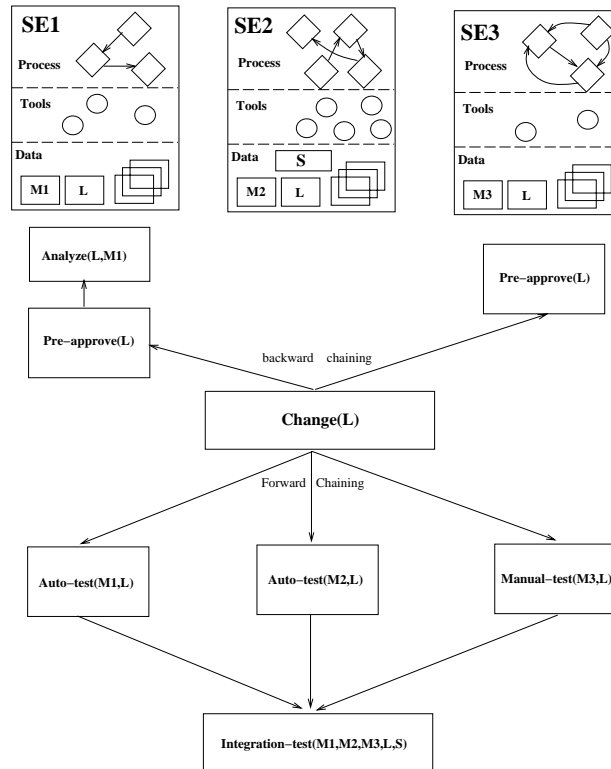 SE1
Process
Tools
Data
M1
L
SE2
Process
Tools
Data
S
M2
L
SE3
Process
Tools
Data
M3
L
Analyze(L,M1)
Pre−approve(L)
Pre−approve(L)
backward chaining
Change(L)
Forward Chaining
Auto−test(M1,L)
Auto−test(M2,L)
Manual−test(M3,L)
Integration−test(M1,M2,M3,L,S)